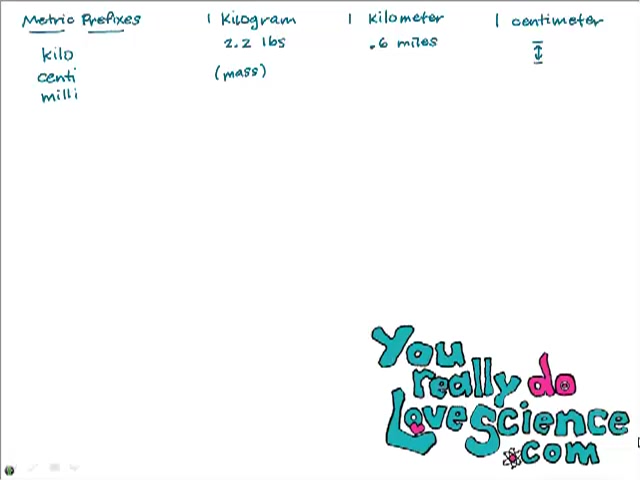 Metric Prefixes
kilo
centi
milli
1 Kilogram
2.2 lbs
(mass)
1 kilometer
.6 miles
1 centimeter
You
really do
Love Science
.com